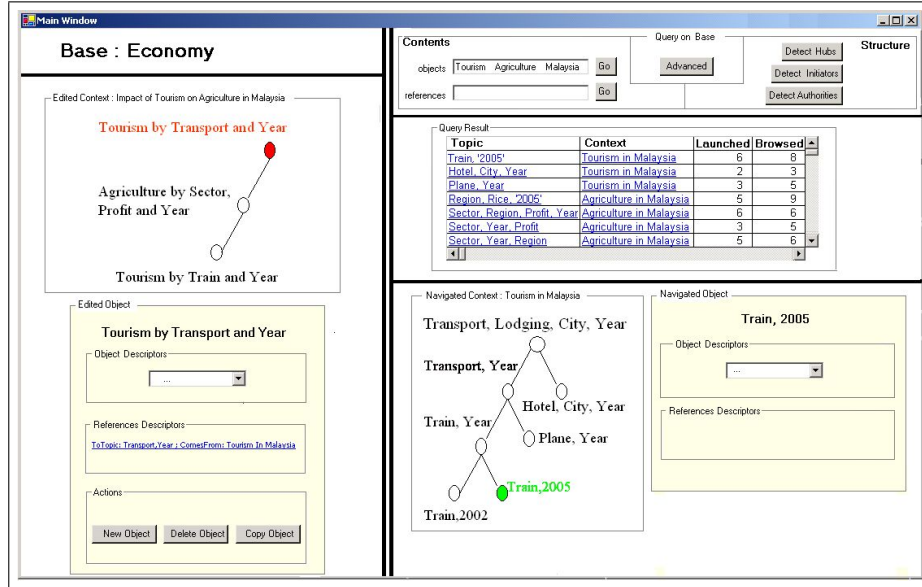 Main Window
Base : Economy
Edited Context : Impact of Tourism on Agriculture in Malaysia
Tourism by Transport and Year
Agriculture by Sector,
Profit and Year
Tourism by Train and Year
Edited Object
Tourism by Transport and Year
Object Descriptors
...
References Descriptors
ToTopic: Transport,Year ; ComesFrom: Tourism In Malaysia
Actions
New Object Delete Object Copy Object
Contents
Query on Base
Structure
objects Tourism Agriculture Malaysia Go
references Go
Advanced
Detect Hubs
Detect Initiators
Detect Authorities
Query Result
Topic Context Launched Browsed
Train, '2005' Tourism in Malaysia 6 8
Hotel, City, Year Tourism in Malaysia 2 3
Plane, Year Tourism in Malaysia 3 5
Region, Rice, '2005' Agriculture in Malaysia 5 9
Sector, Region, Profit, Year Agriculture in Malaysia 6 6
Sector, Year, Profit Agriculture in Malaysia 3 5
Sector, Year, Region Agriculture in Malaysia 5 6
Navigated Context : Tourism in Malaysia
Transport, Lodging, City, Year
Transport, Year
Hotel, City, Year
Train, Year
Plane, Year
Train,2005
Train,2002
Navigated Object
Train, 2005
Object Descriptors
...
References Descriptors